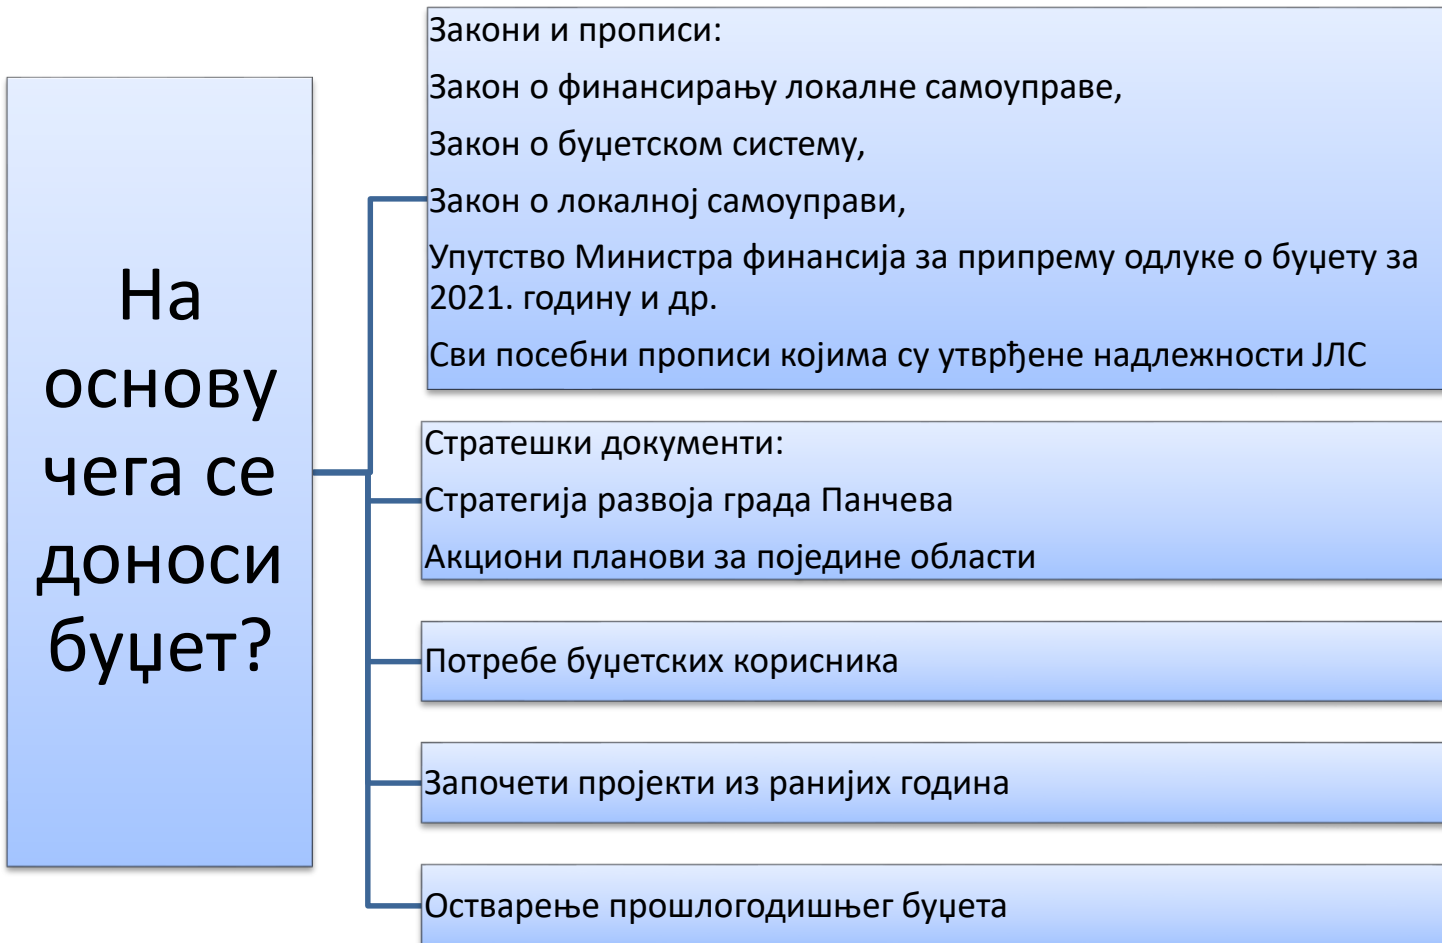 На
основу
чега се
доноси
буџет?
Закони и прописи:
Закон о финансирању локалне самоуправе,
Закон о буџетском систему,
Закон о локалној самоуправи,
Упутство Министра финансија за припрему одлуке о буџету за
2021. годину и др.
Сви посебни прописи којима су утврђене надлежности ЈЛС
Стратешки документи:
Стратегија развоја града Панчева
Акциони планови за поједине области
Потребе буџетских корисника
Започети пројекти из ранијих година
Остварење прошлогодишњег буџета